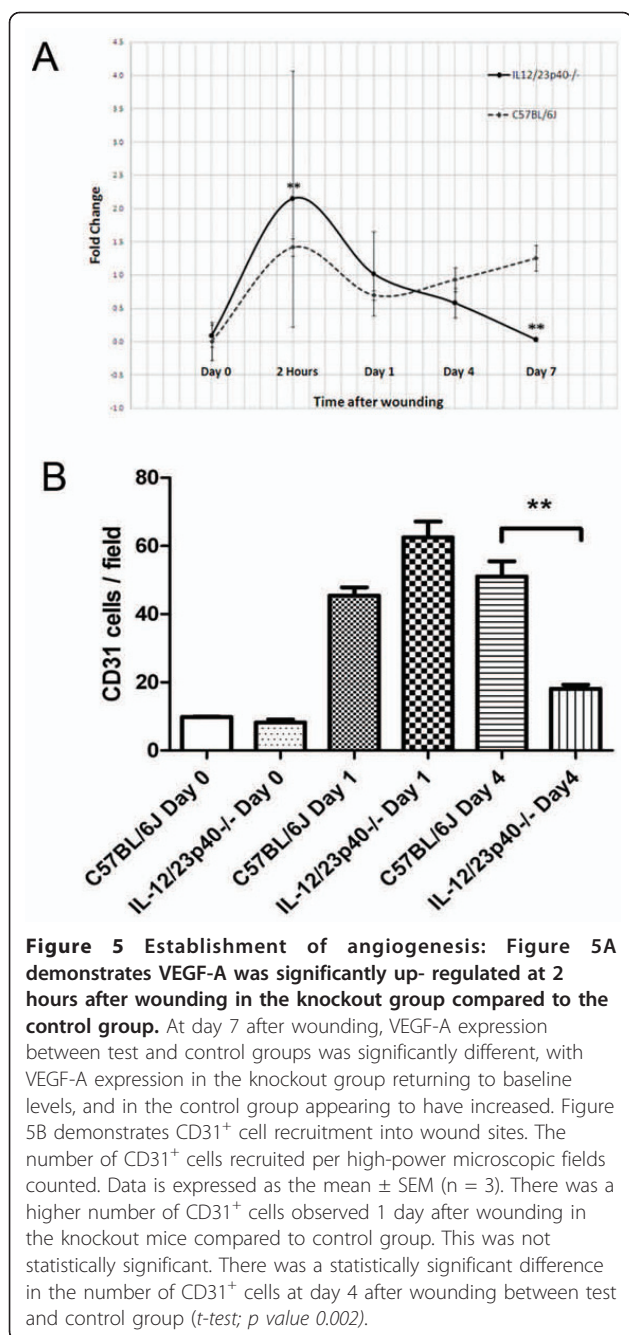 A
4.5
4.0
3.5
3.0
2.5
2.0
1.5
1.0
0.5
0.0
-0.5
-1.0
Fold Change
IL12/23p40-/-
C57BL/6J
**
**
Day 0 2 Hours Day 1 Day 4 Day 7
Time after wounding
B
80
60
40
20
0
CD31 cells / field
**
C57BL/6J Day 0
IL-12/23p40-/- Day 0
C57BL/6J Day 1
IL-12/23p40-/- Day 1
C57BL/6J Day 4
IL-12/23p40-/- Day4
Figure 5 Establishment of angiogenesis: Figure 5A
demonstrates VEGF-A was significantly up- regulated at 2
hours after wounding in the knockout group compared to the
control group. At day 7 after wounding, VEGF-A expression
between test and control groups was significantly different, with
VEGF-A expression in the knockout group returning to baseline
levels, and in the control group appearing to have increased. Figure
5B demonstrates CD31⁺ cell recruitment into wound sites. The
number of CD31⁺ cells recruited per high-power microscopic fields
counted. Data is expressed as the mean ± SEM (n = 3). There was a
higher number of CD31⁺ cells observed 1 day after wounding in
the knockout mice compared to control group. This was not
statistically significant. There was a statistically significant difference
in the number of CD31⁺ cells at day 4 after wounding between test
and control group (t-test; p value 0.002).